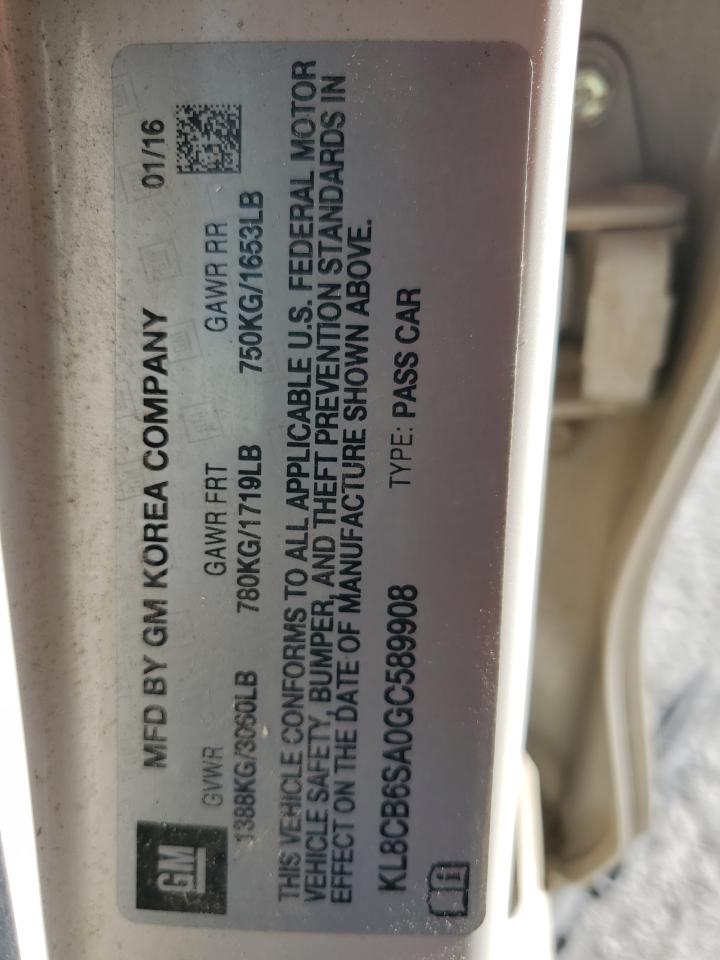 GM
MFD BY GM KOREA COMPANY 01/16
GVWR GAWR FRT GAWR RR
1388KG/3060LB 780KG/1719LB 750KG/1653LB
THIS VEHICLE CONFORMS TO ALL APPLICABLE U.S. FEDERAL MOTOR
VEHICLE SAFETY, BUMPER, AND THEFT PREVENTION STANDARDS IN
EFFECT ON THE DATE OF MANUFACTURE SHOWN ABOVE.
KL8CB6SA0GC589908 TYPE: PASS CAR